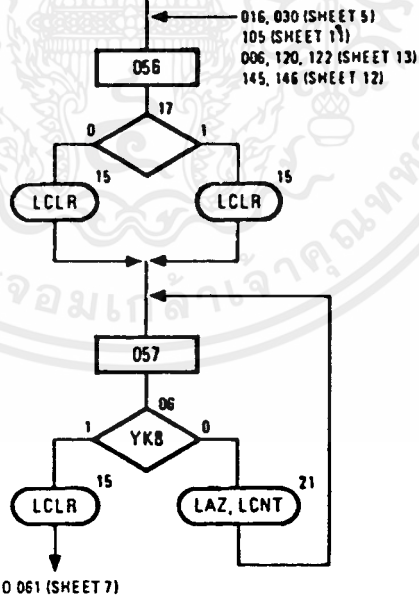 016, 030 (SHEET 5)
105 (SHEET 11)
006, 120, 122 (SHEET 13)
145, 146 (SHEET 12)
056
17
0 1
15 15
LCLR LCLR
057
06
1 YK8 0
15 21
LCLR LAZ, LCNT
O 061 (SHEET 7)